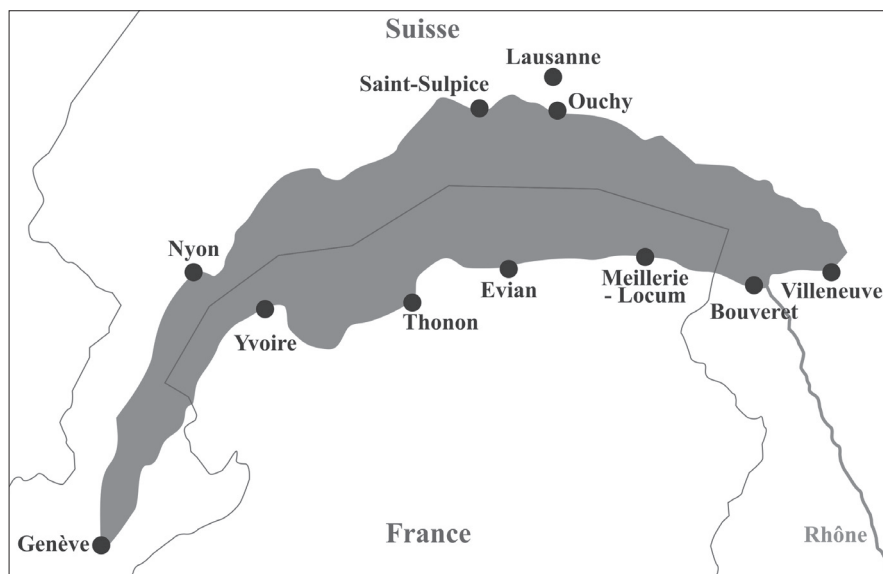 Suisse
Lausanne
Saint-Sulpice
Ouchy
Nyon
Evian
Meillerie
- Locum
Villeneuve
Bouveret
Thonon
Yvoire
Genève
France
Rhône